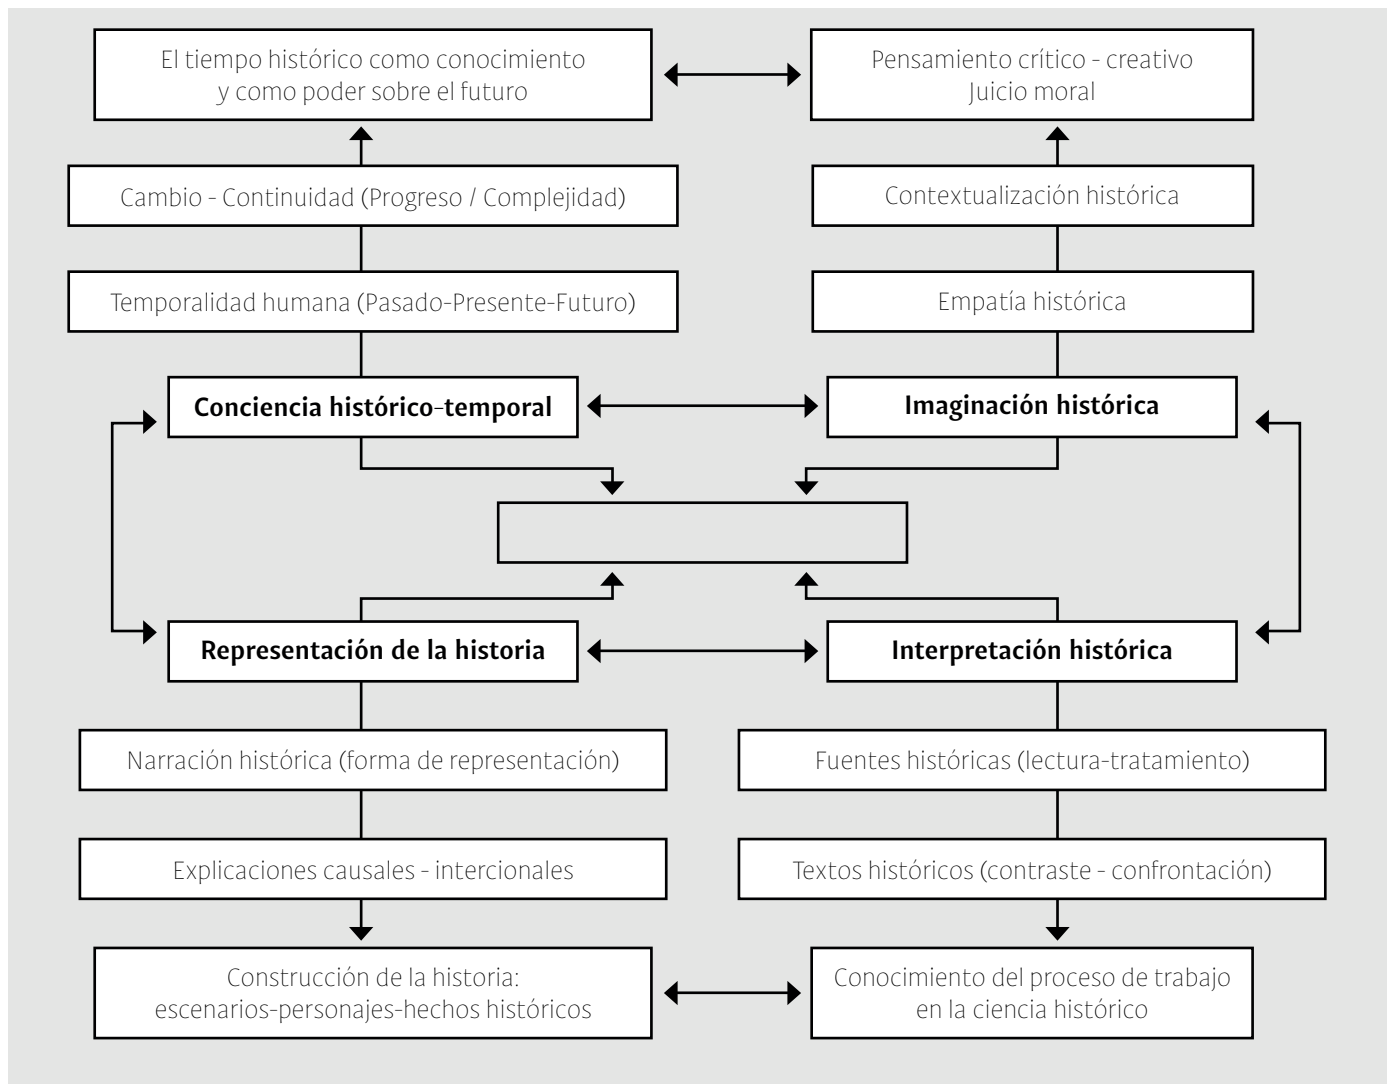 El tiempo histórico como conocimiento
y como poder sobre el futuro
Pensamiento crítico - creativo
Juicio moral
Cambio - Continuidad (Progreso / Complejidad)
Contextualización histórica
Temporalidad humana (Pasado-Presente-Futuro)
Empatía histórica
Conciencia histórico-temporal
Imaginación histórica
Representación de la historia
Interpretación histórica
Narración histórica (forma de representación)
Fuentes históricas (lectura-tratamiento)
Explicaciones causales - intercionales
Textos históricos (contraste - confrontación)
Construcción de la historia:
escenarios-personajes-hechos históricos
Conocimiento del proceso de trabajo
en la ciencia histórico